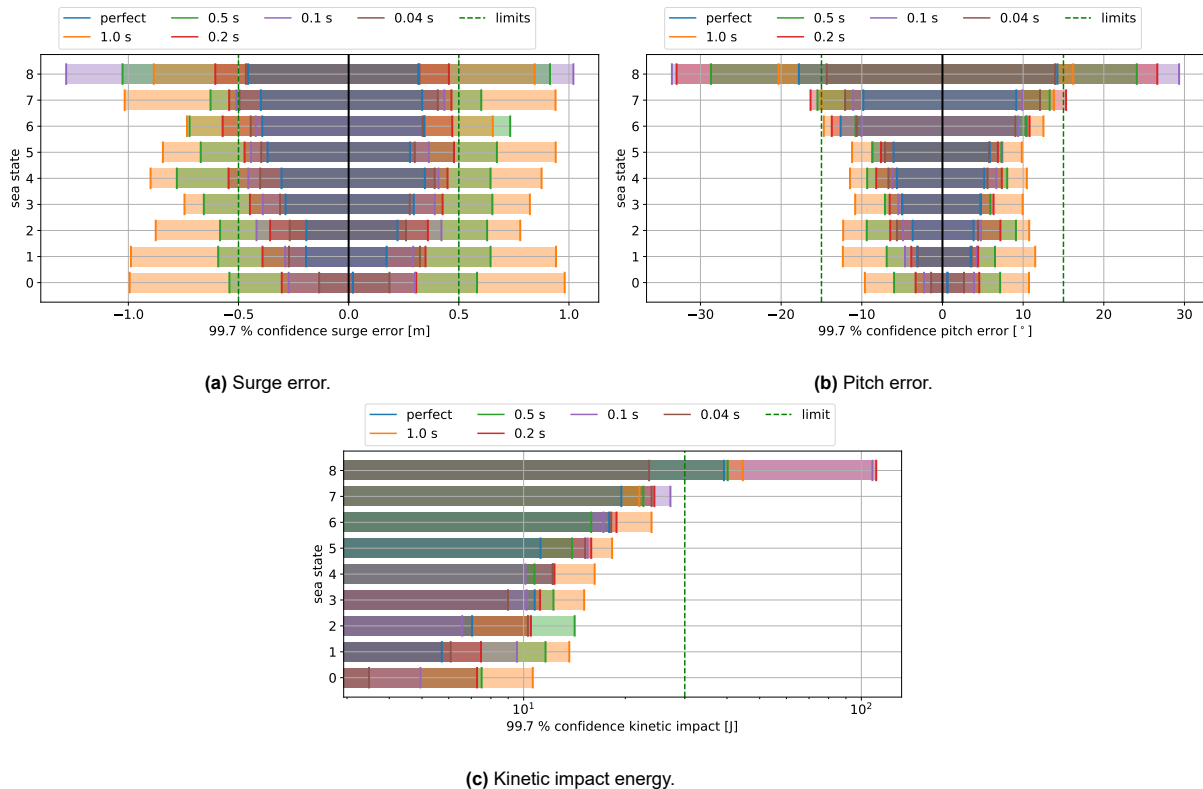 perfect 0.5 s 0.1 s 0.04 s limits
1.0 s 0.2 s
8
7
6
5
4
3
2
1
0
sea state
−1.0 −0.5 0.0 0.5 1.0
99.7 % confidence surge error [m]
(a) Surge error.
perfect 0.5 s 0.1 s 0.04 s limits
1.0 s 0.2 s
8
7
6
5
4
3
2
1
0
sea state
−30 −20 −10 0 10 20 30
99.7 % confidence pitch error [°]
(b) Pitch error.
perfect 0.5 s 0.1 s 0.04 s limit
1.0 s 0.2 s
8
7
6
5
4
3
2
1
0
sea state
10¹ 10²
99.7 % confidence kinetic impact [J]
(c) Kinetic impact energy.